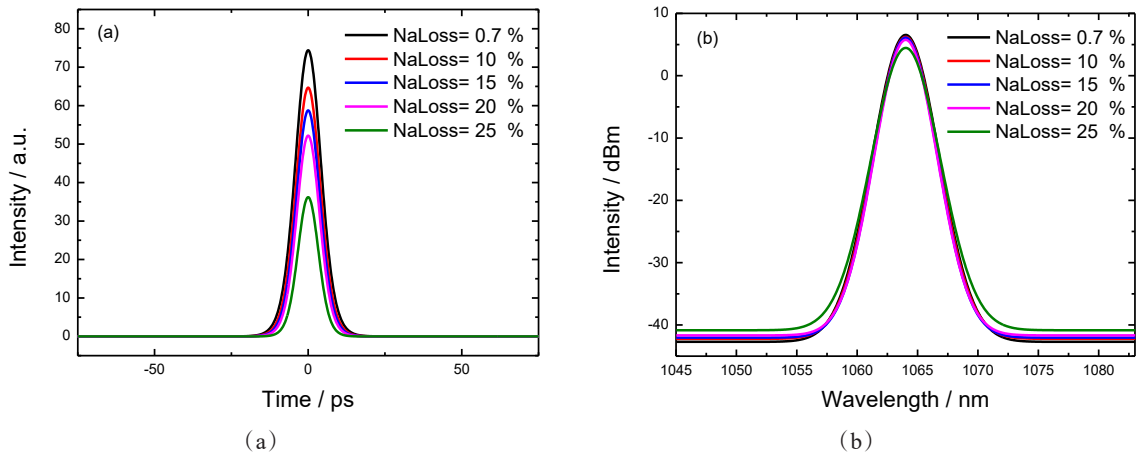 (a)
NaLoss= 0.7 %
NaLoss= 10 %
NaLoss= 15 %
NaLoss= 20 %
NaLoss= 25 %
80
70
60
50
40
30
20
10
0
Intensity / a.u.
-50
0
50
Time / ps
(a)
(b)
NaLoss= 0.7 %
NaLoss= 10 %
NaLoss= 15 %
NaLoss= 20 %
NaLoss= 25 %
10
0
-10
-20
-30
-40
Intensity / dBm
1045
1050
1055
1060
1065
1070
1075
1080
Wavelength / nm
(b)